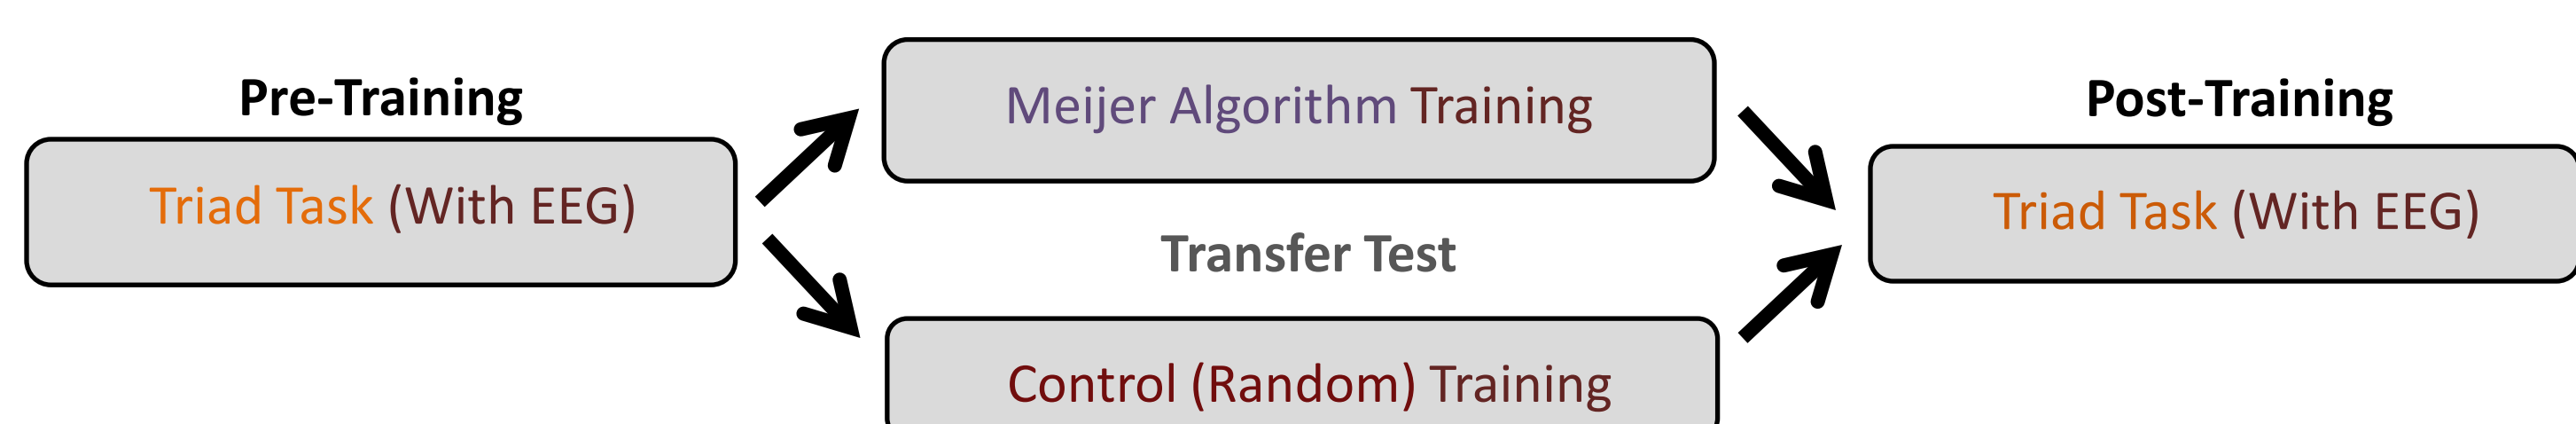 Pre-Training
Triad Task (With EEG)
Meijer Algorithm Training
Transfer Test
Control (Random) Training
Post-Training
Triad Task (With EEG)